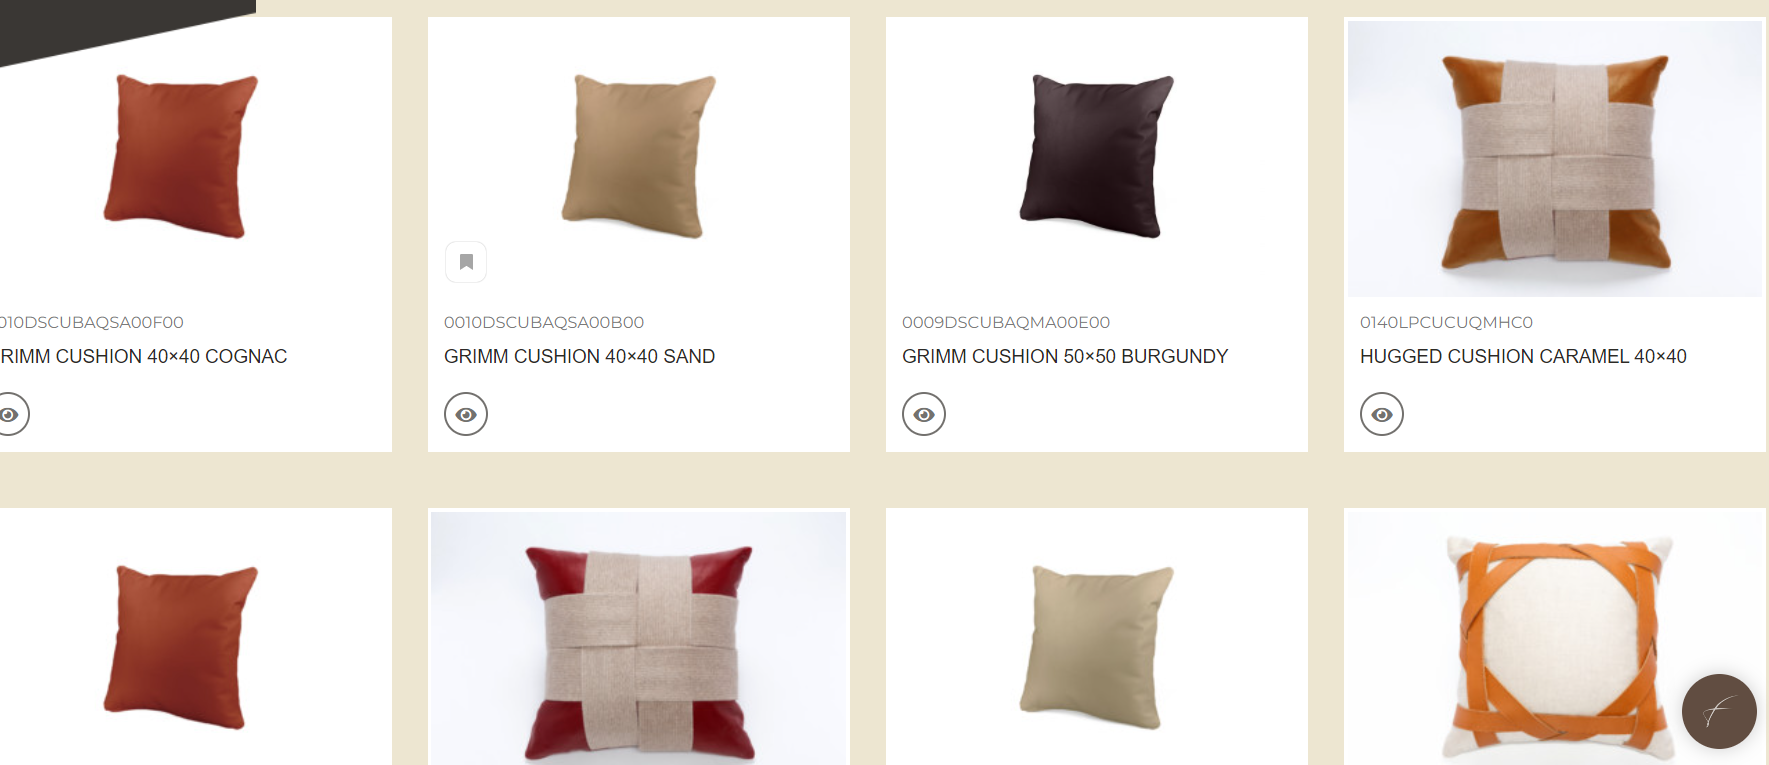 010DSCUBAQSA00F00
RIMM CUSHION 40×40 COGNAC
0010DSCUBAQSA00B00
GRIMM CUSHION 40×40 SAND
0009DSCUBAQMA00E00
GRIMM CUSHION 50×50 BURGUNDY
0140LPCUCUQMHC0
HUGGED CUSHION CARAMEL 40×40